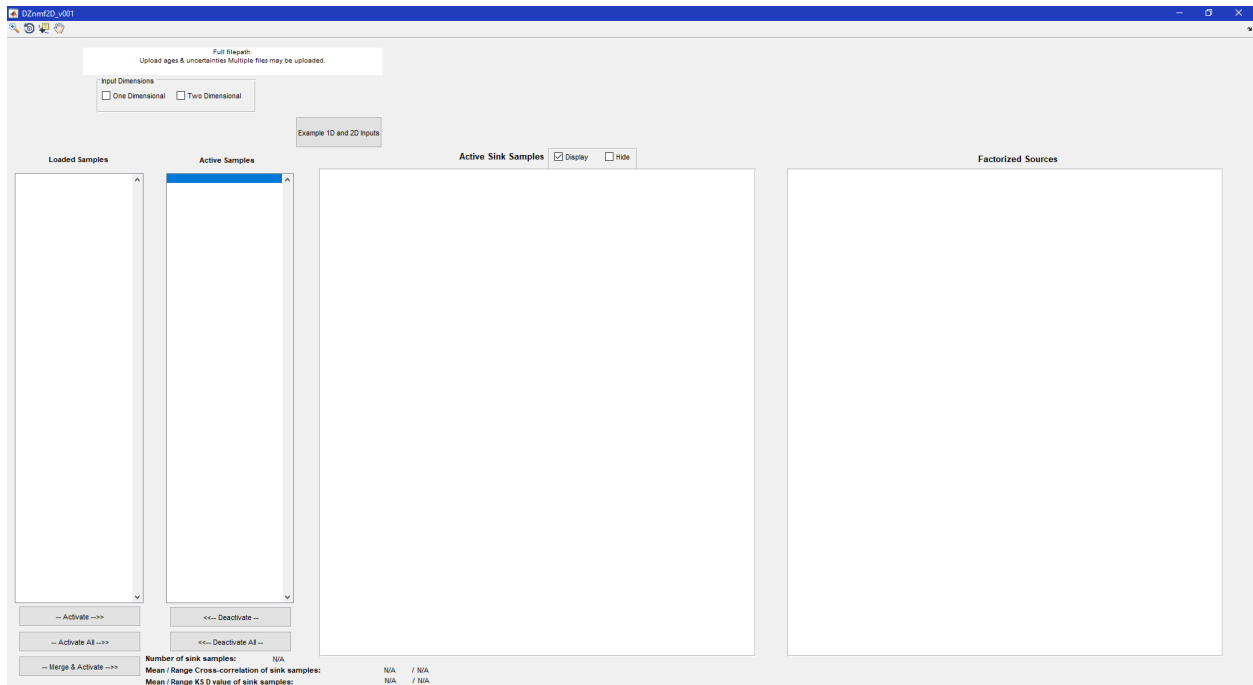 DZnmf2D_v001
Full filepath.
Upload ages & uncertainties Multiple files may be uploaded.
Input Dimensions
One Dimensional
Two Dimensional
Example 1D and 2D Inputs
Loaded Samples
Active Samples
Active Sink Samples
Display
Hide
Factorized Sources
-- Activate -->>
<<-- Deactivate --
-- Activate All -->>
<<-- Deactivate All --
-- Merge & Activate -->>
Number of sink samples: N/A
Mean / Range Cross-correlation of sink samples: N/A / N/A
Mean / Range KS D value of sink samples: N/A / N/A